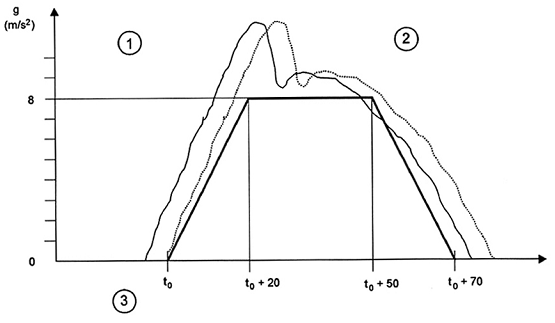 g
(m/s²)
1
2
8
0
t₀
t₀ + 20
t₀ + 50
t₀ + 70
3